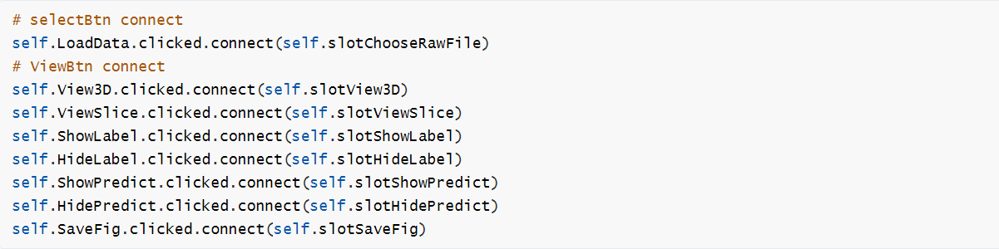 # selectBtn connect
self.LoadData.clicked.connect(self.slotChooseRawFile)
# ViewBtn connect
self.View3D.clicked.connect(self.slotView3D)
self.ViewSlice.clicked.connect(self.slotViewSlice)
self.ShowLabel.clicked.connect(self.slotShowLabel)
self.HideLabel.clicked.connect(self.slotHideLabel)
self.ShowPredict.clicked.connect(self.slotShowPredict)
self.HidePredict.clicked.connect(self.slotHidePredict)
self.SaveFig.clicked.connect(self.slotSaveFig)